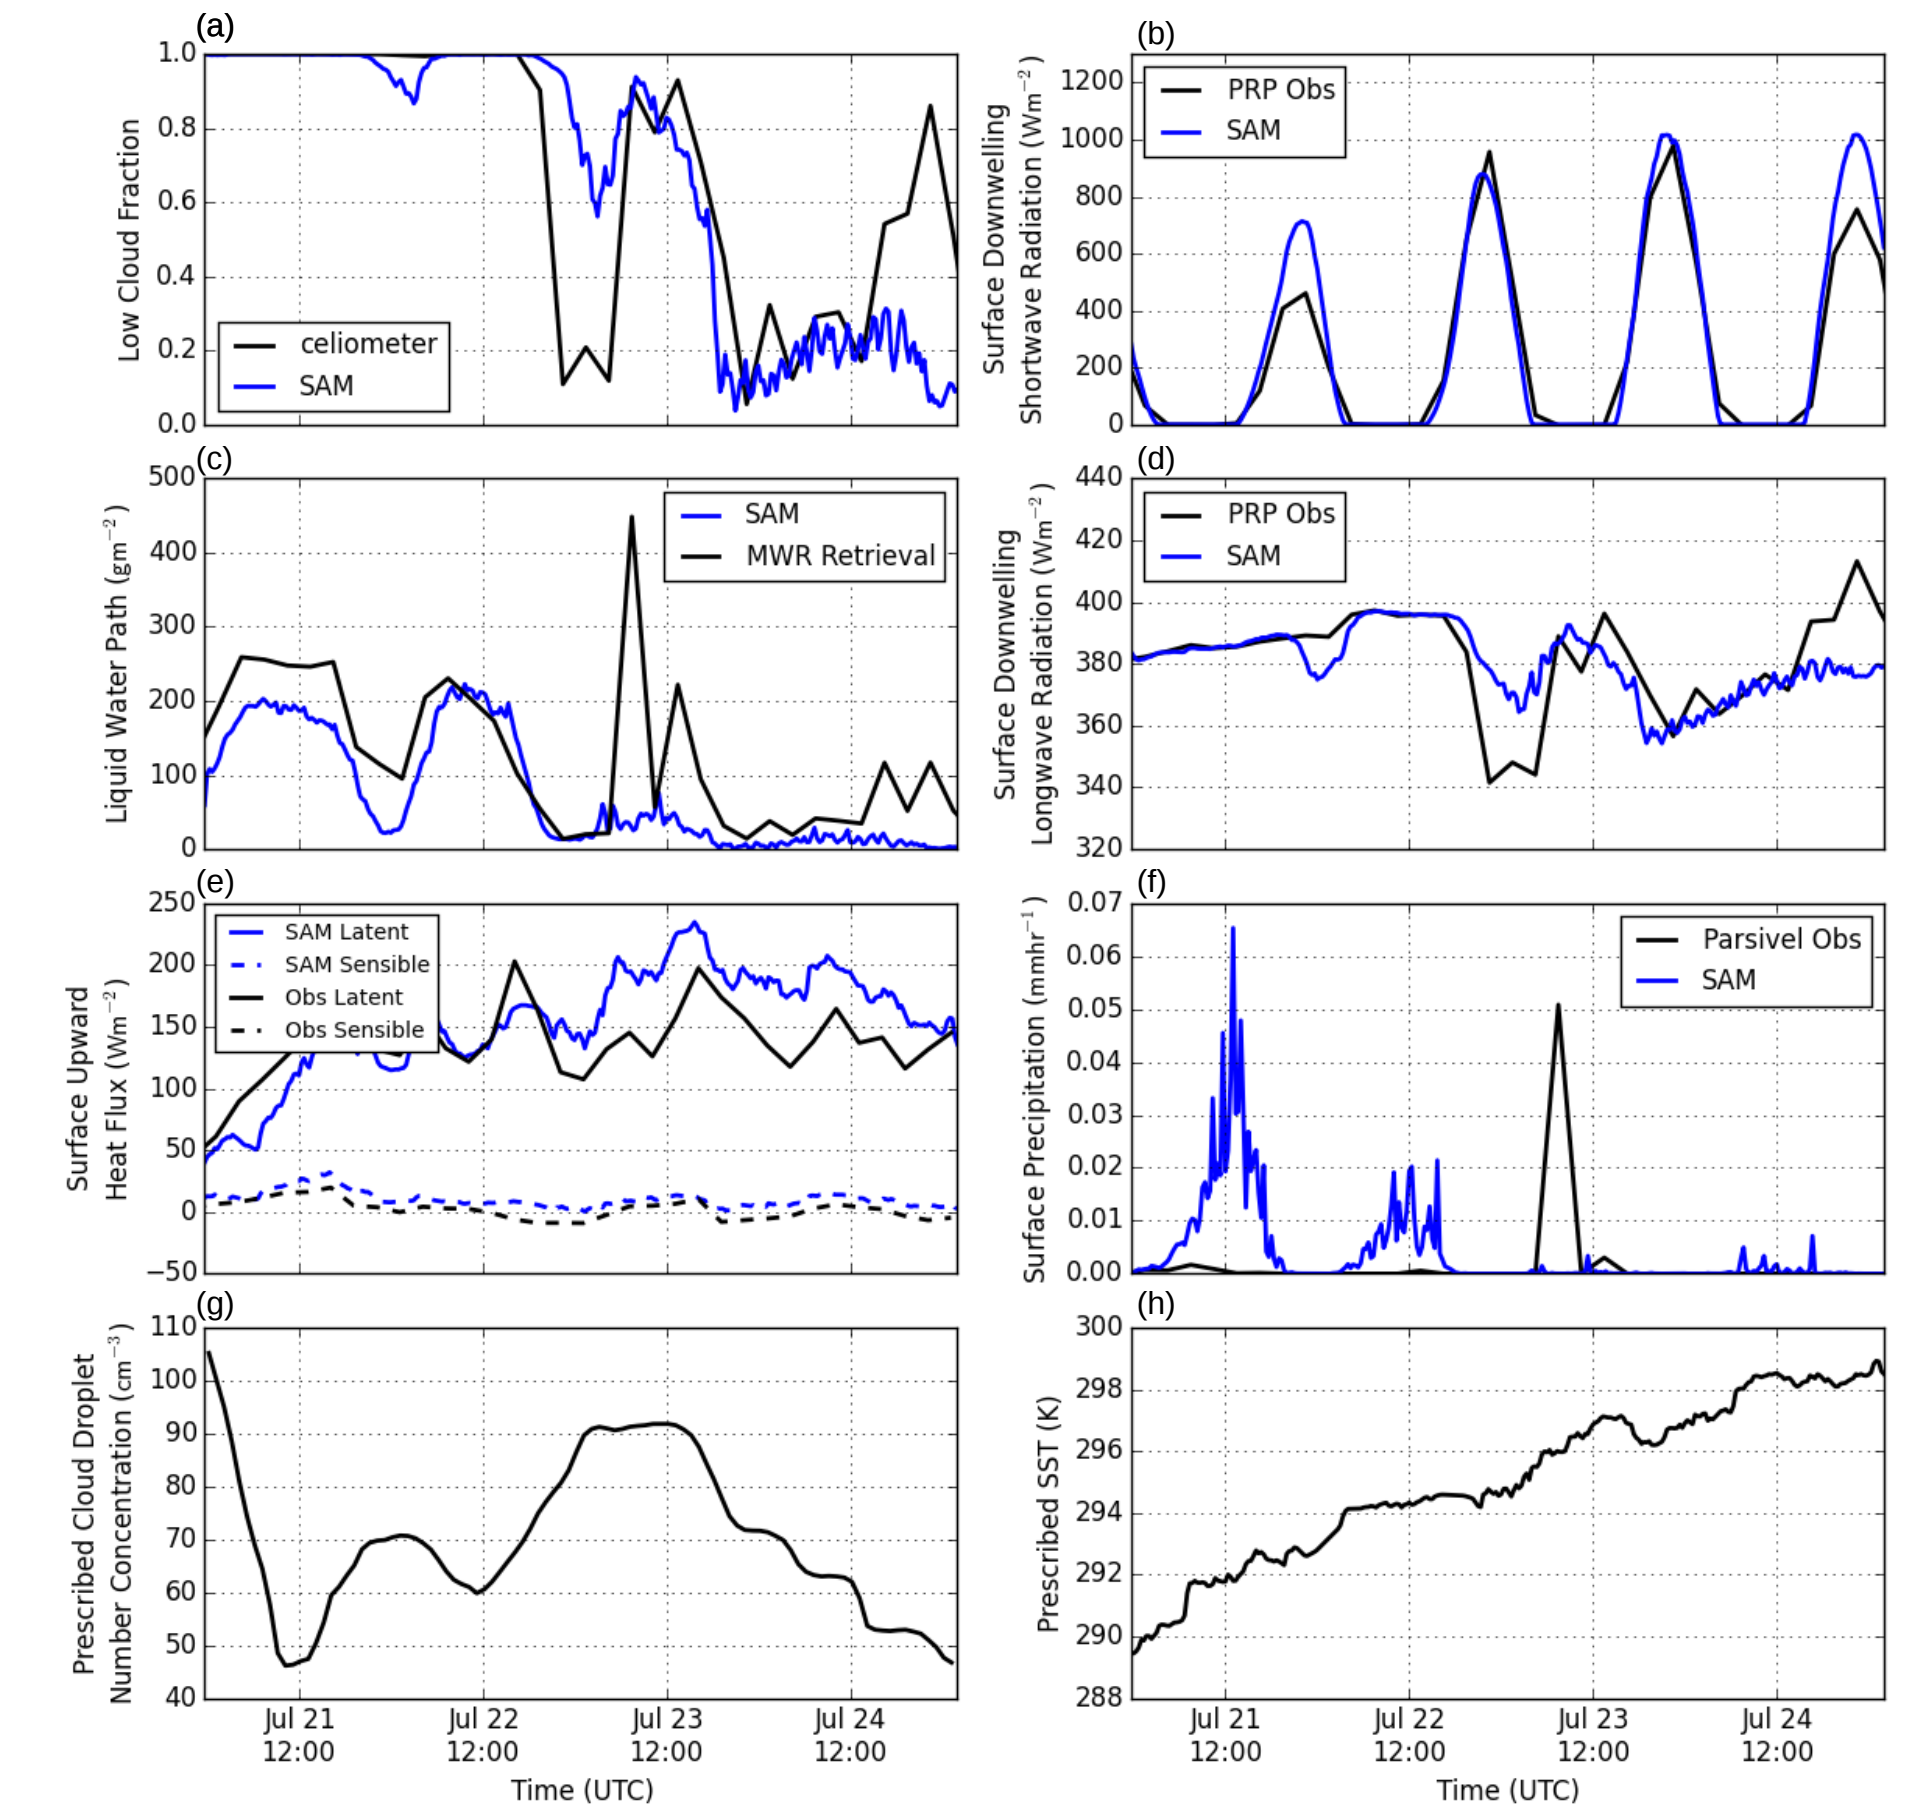 (a)
1.0
0.8
0.6
0.4
0.2
0.0
Low Cloud Fraction
celiometer
SAM
(b)
1200
1000
800
600
400
200
0
Surface Downwelling
Shortwave Radiation (Wm⁻²)
PRP Obs
SAM
(c)
500
400
300
200
100
0
Liquid Water Path (gm⁻²)
SAM
MWR Retrieval
(d)
440
420
400
380
360
340
320
Surface Downwelling
Longwave Radiation (Wm⁻²)
PRP Obs
SAM
(e)
250
200
150
100
50
0
−50
Surface Upward
Heat Flux (Wm⁻²)
SAM Latent
SAM Sensible
Obs Latent
Obs Sensible
(f)
0.07
0.06
0.05
0.04
0.03
0.02
0.01
0.00
Surface Precipitation (mmhr⁻¹)
Parsivel Obs
SAM
(g)
110
100
90
80
70
60
50
40
Prescribed Cloud Droplet
Number Concentration (cm⁻³)
Jul 21
12:00
Jul 22
12:00
Jul 23
12:00
Jul 24
12:00
Time (UTC)
(h)
300
298
296
294
292
290
288
Prescribed SST (K)
Jul 21
12:00
Jul 22
12:00
Jul 23
12:00
Jul 24
12:00
Time (UTC)